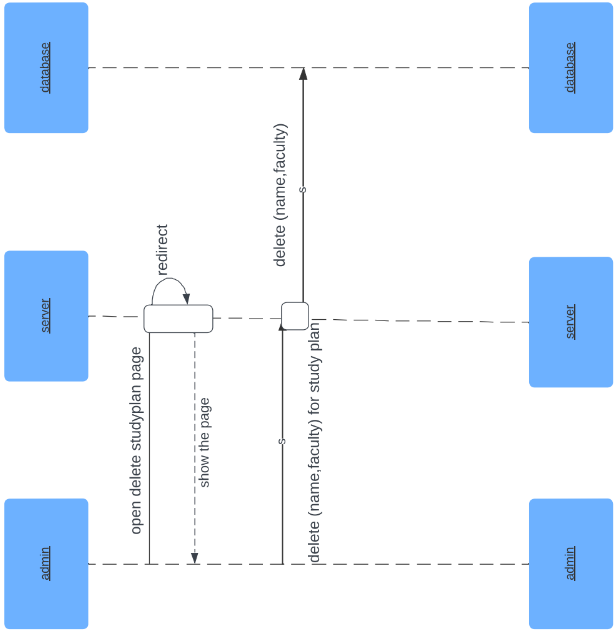 admin
server
database
open delete studyplan page
redirect
show the page
s
delete (name,faculty) for study plan
s
delete (name,faculty)
admin
server
database